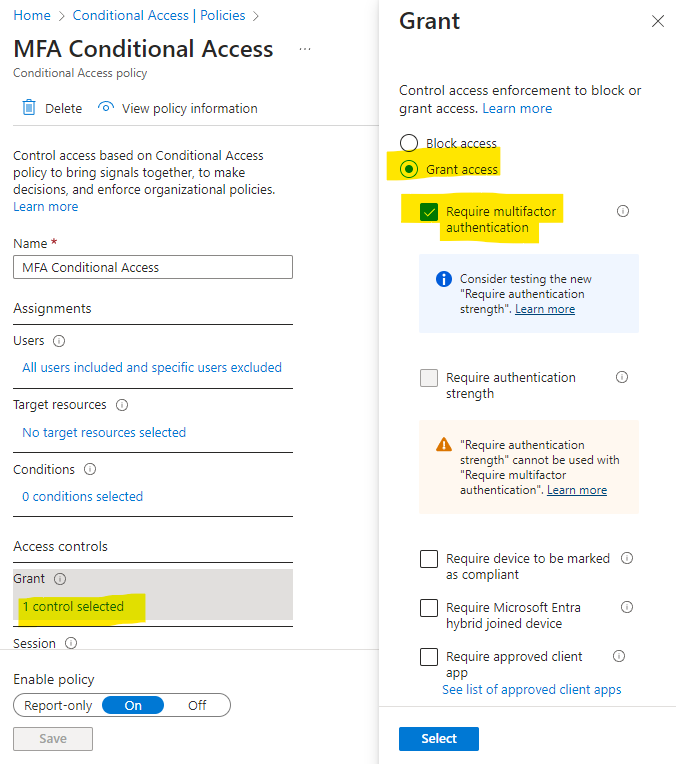 Home > Conditional Access | Policies >
MFA Conditional Access ...
Conditional Access policy
Delete View policy information
Control access based on Conditional Access
policy to bring signals together, to make
decisions, and enforce organizational policies.
Learn more
Name *
MFA Conditional Access
Assignments
Users
All users included and specific users excluded
Target resources
No target resources selected
Conditions
0 conditions selected
Access controls
Grant
1 control selected
Session
Enable policy
Report-only On Off
Save
Grant
Control access enforcement to block or
grant access. Learn more
Block access
Grant access
Require multifactor
authentication
Consider testing the new
"Require authentication
strength". Learn more
Require authentication
strength
"Require authentication
strength" cannot be used with
"Require multifactor
authentication". Learn more
Require device to be marked
as compliant
Require Microsoft Entra
hybrid joined device
Require approved client
app
See list of approved client apps
Select